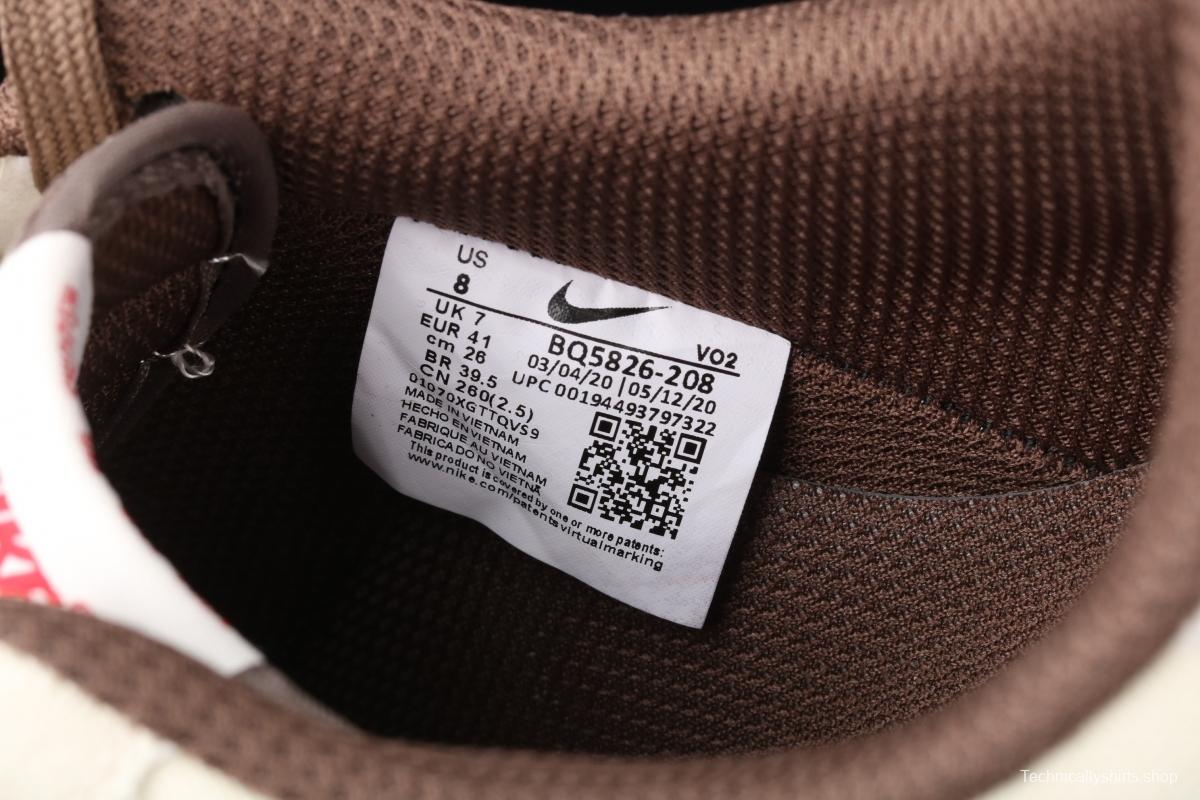 US
8
UK 7
EUR 41
cm 26
BR 39.5
CN 260(2.5)
0107OXGTTQVS9
MADE IN VIETNAM
HECHO EN VIETNAM
FABRIQUE AU VIETNAM
FABRICADO NO VIETNÃ
This product is covered by one or more patents:
www.nike.com/patentsvirtualmarking
VO2
BQ5826-208
03/04/20 | 05/12/20
UPC 00194493797322
Technicallyshirts.shop